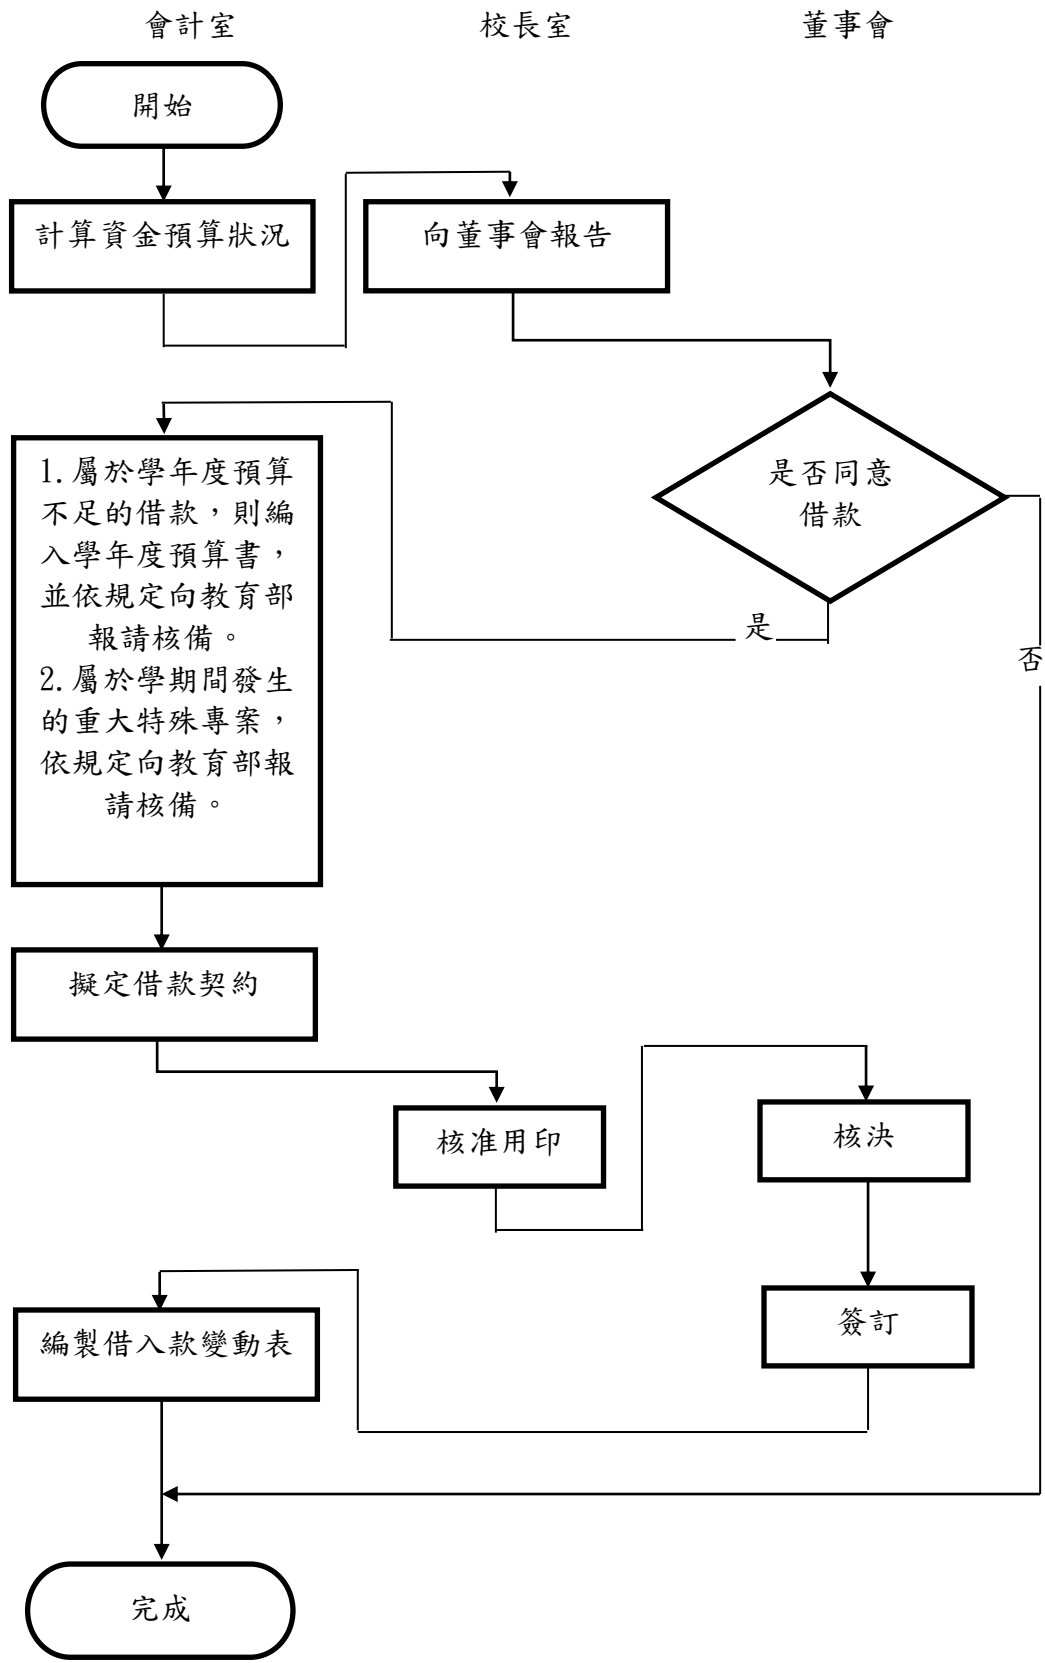 會計室 校長室 董事會
開始
計算資金預算狀況
向董事會報告
是否同意
借款
是
否
1.屬於學年度預算
不足的借款，則編
入學年度預算書，
並依規定向教育部
報請核備。
2.屬於學期間發生
的重大特殊專案，
依規定向教育部報
請核備。
擬定借款契約
核准用印
核決
簽訂
編製借入款變動表
完成